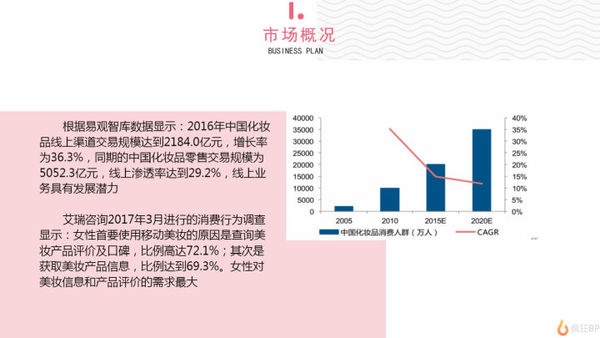 1.
市场概况
BUSINESS PLAN
根据易观智库数据显示：2016年中国化妆
品线上渠道交易规模达到2184.0亿元，增长率
为36.3%，同期的中国化妆品零售交易规模为
5052.3亿元，线上渗透率达到29.2%，线上业
务具有发展潜力
艾瑞咨询2017年3月进行的消费行为调查
显示：女性首要使用移动美妆的原因是查询美
妆产品评价及口碑，比例高达72.1%；其次是
获取美妆产品信息，比例达到69.3%。女性对
美妆信息和产品评价的需求最大
40000 40%
35000 35%
30000 30%
25000 25%
20000 20%
15000 15%
10000 10%
5000 5%
0 0%
2005 2010 2015E 2020E
中国化妆品消费人群（万人） CAGR
疯狂BP